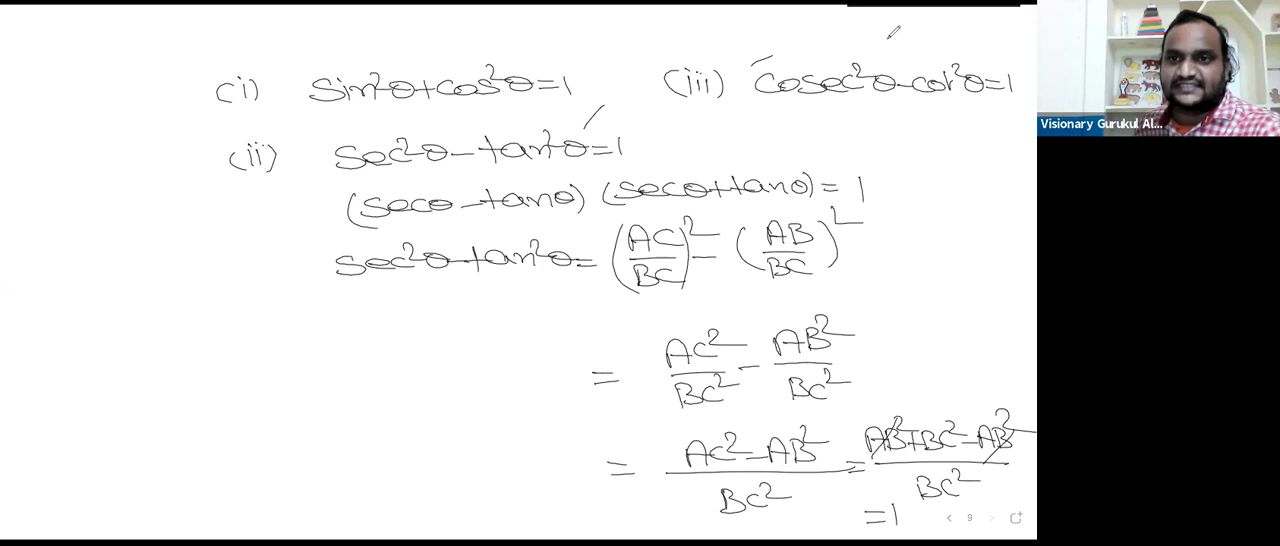 (i) sin²θ+cos²θ=1 (iii) cosec²θ-cot²θ=1
(ii) sec²θ-tan²θ=1
(secθ-tanθ) (secθ+tanθ)=1
sec²θ-tan²θ= (AC/BC)² - (AB/BC)²
= AC²/BC² - AB²/BC²
= (AC²-AB²)/BC² = (AB²+BC²-AB²)/BC²
=1
Visionary Gurukul Al...
9